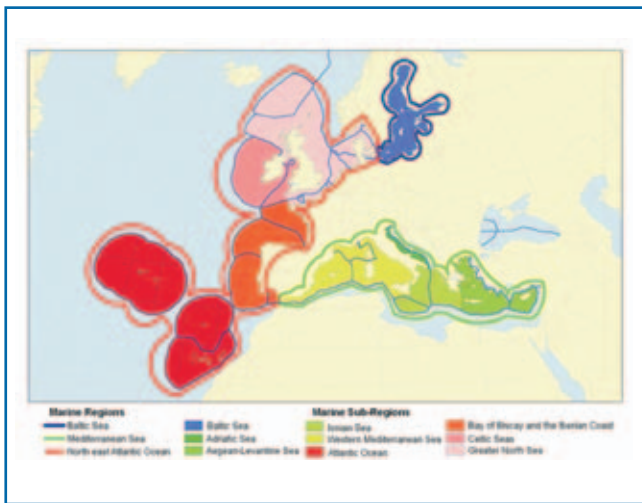 Marine Regions
Baltic Sea
Mediterranean Sea
North east Atlantic Ocean
Baltic Sea
Adriatic Sea
Aegean-Levantine Sea
Marine Sub-Regions
Ionian Sea
Western Mediterranean Sea
Atlantic Ocean
Bay of Biscay and the Iberian Coast
Celtic Seas
Greater North Sea